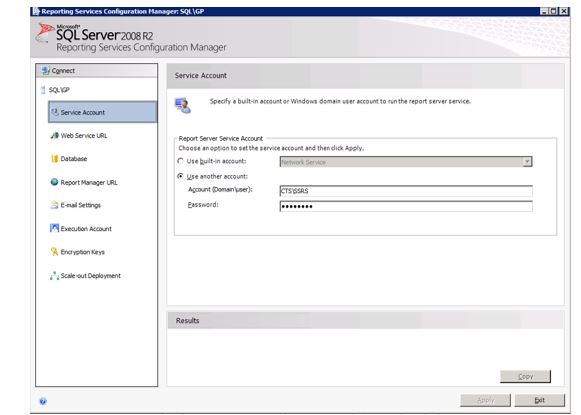 Reporting Services Configuration Manager: SQL\GP
Microsoft
SQL Server 2008 R2
Reporting Services Configuration Manager
Connect
SQL\GP
Service Account
Web Service URL
Database
Report Manager URL
E-mail Settings
Execution Account
Encryption Keys
Scale-out Deployment
Service Account
Specify a built-in account or Windows domain user account to run the report server service.
Report Server Service Account
Choose an option to set the service account and then click Apply.
Use built-in account: Network Service
Use another account:
Account (Domain\user): CTS\SSRS
Password: ●●●●●●●●
Results
Copy
Apply Exit